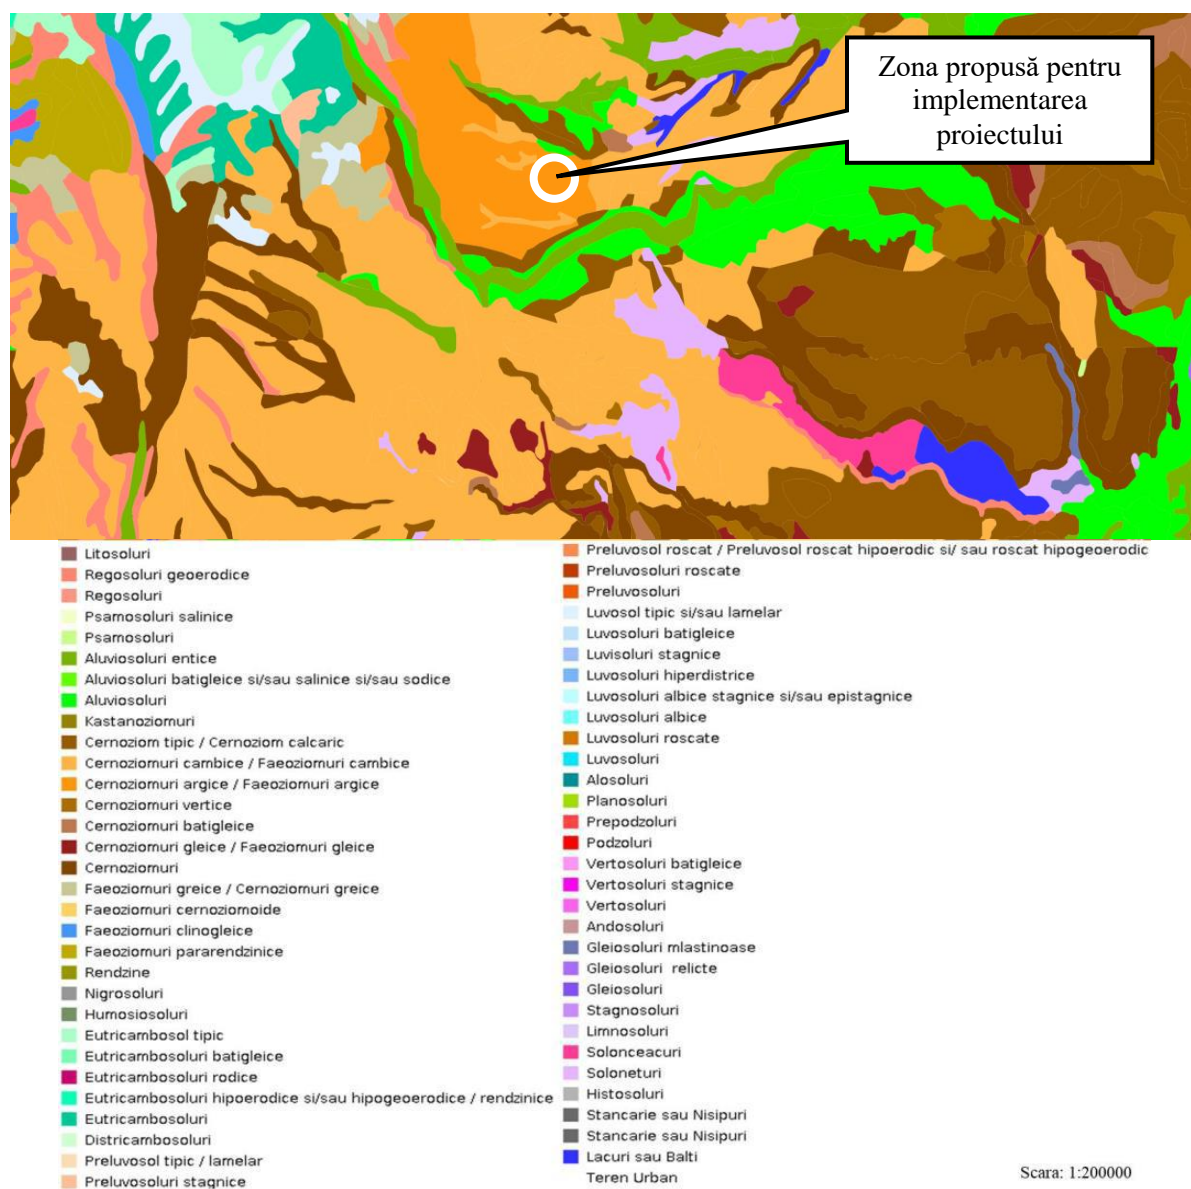 Zona propusă pentru
implementarea
proiectului
Litosoluri
Regosoluri geoerodice
Regosoluri
Psamosoluri salinice
Psamosoluri
Aluviosoluri entice
Aluviosoluri batigleice si/sau salinice si/sau sodice
Aluviosoluri
Kastanoziomuri
Cernoziom tipic / Cernoziom calcaric
Cernoziomuri cambice / Faeoziomuri cambice
Cernoziomuri argice / Faeoziomuri argice
Cernoziomuri vertice
Cernoziomuri batigleice
Cernoziomuri gleice / Faeoziomuri gleice
Cernoziomuri
Faeoziomuri greice / Cernoziomuri greice
Faeoziomuri cernoziomoide
Faeoziomuri clinogleice
Faeoziomuri pararendzinice
Rendzine
Nigrosoluri
Humosiosoluri
Eutricambosol tipic
Eutricambosoluri batigleice
Eutricambosoluri rodice
Eutricambosoluri hipoerodice si/sau hipogeoerodice / rendzinice
Eutricambosoluri
Districambosoluri
Preluvosol tipic / lamelar
Preluvosoluri stagnice
Preluvosol roscat / Preluvosol roscat hipoerodic si/ sau roscat hipogeoerodic
Preluvosoluri roscate
Preluvosoluri
Luvosol tipic si/sau lamelar
Luvosoluri batigleice
Luvisoluri stagnice
Luvosoluri hiperdistrice
Luvosoluri albice stagnice si/sau epistagnice
Luvosoluri albice
Luvosoluri roscate
Luvosoluri
Alosoluri
Planosoluri
Prepodzoluri
Podzoluri
Vertosoluri batigleice
Vertosoluri stagnice
Vertosoluri
Andosoluri
Gleiosoluri mlastinoase
Gleiosoluri relicte
Gleiosoluri
Stagnosoluri
Limnosoluri
Solonceacuri
Soloneturi
Histosoluri
Stancarie sau Nisipuri
Stancarie sau Nisipuri
Lacuri sau Balti
Teren Urban
Scara: 1:200000